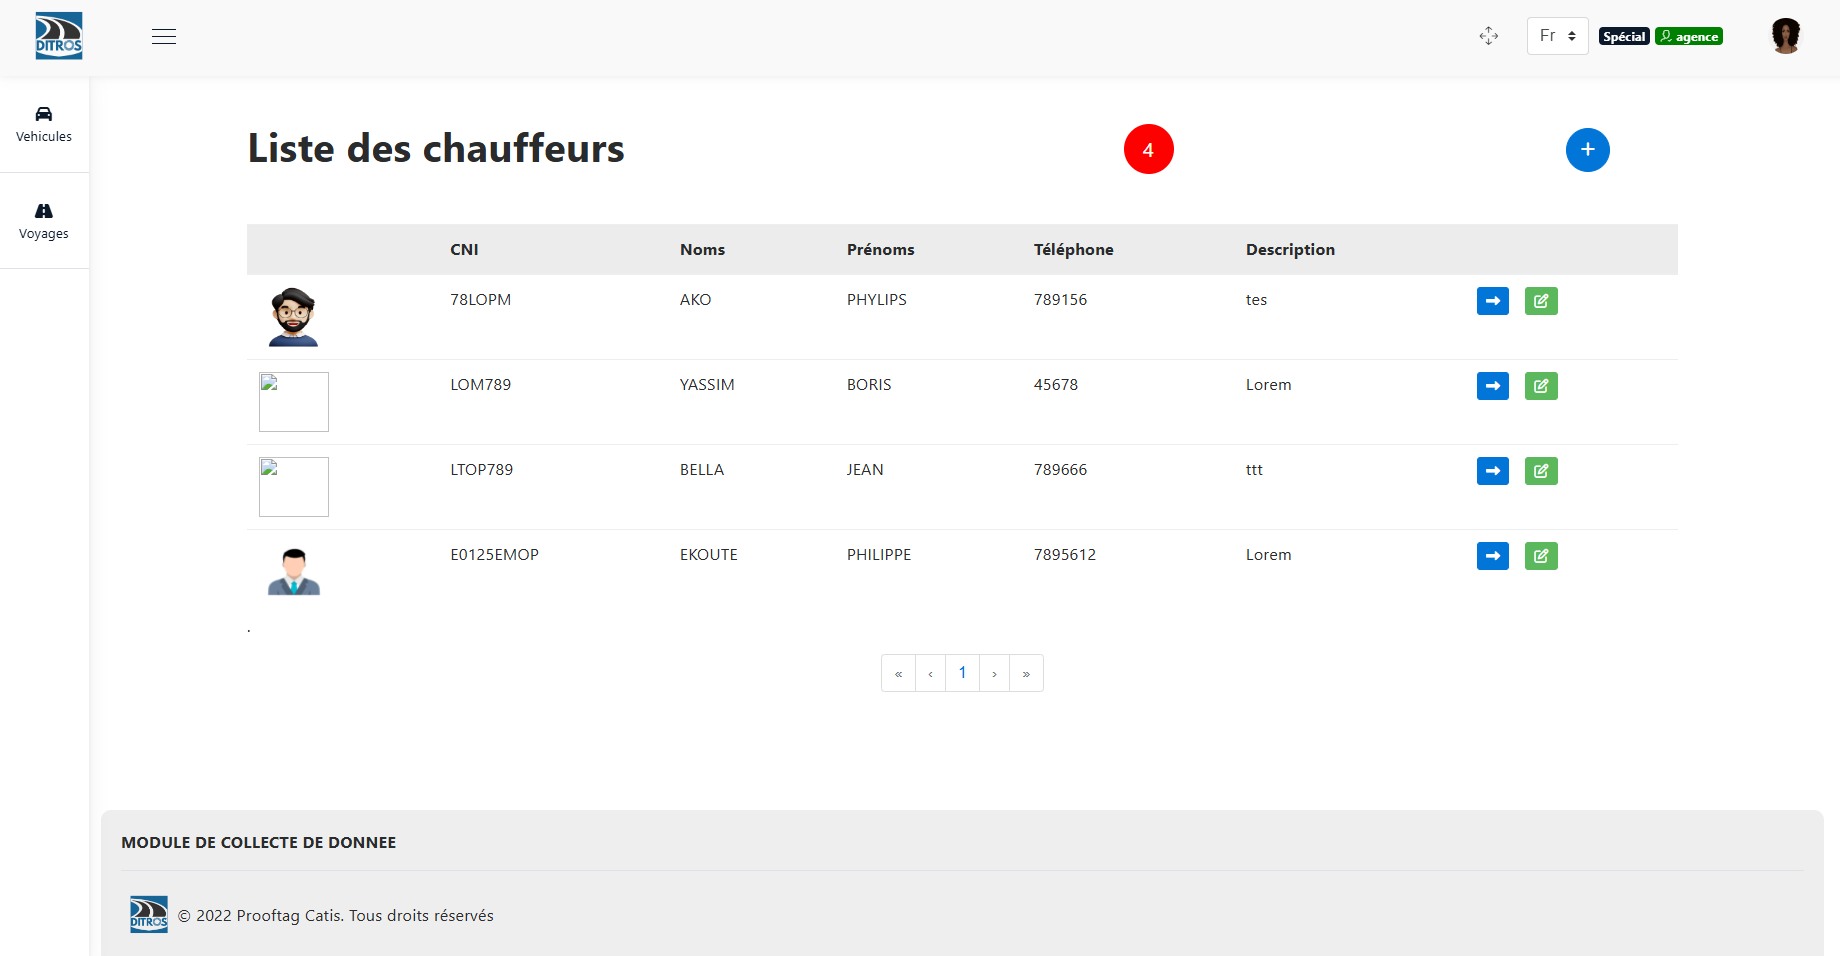 DITROS
Fr
Spécial
agence
Vehicules
Voyages
Liste des chauffeurs
4
+
CNI Noms Prénoms Téléphone Description
78LOPM AKO PHYLIPS 789156 tes
LOM789 YASSIM BORIS 45678 Lorem
LTOP789 BELLA JEAN 789666 ttt
E0125EMOP EKOUTE PHILIPPE 7895612 Lorem
.
« ‹ 1 › »
MODULE DE COLLECTE DE DONNEE
DITROS
© 2022 Prooftag Catis. Tous droits réservés